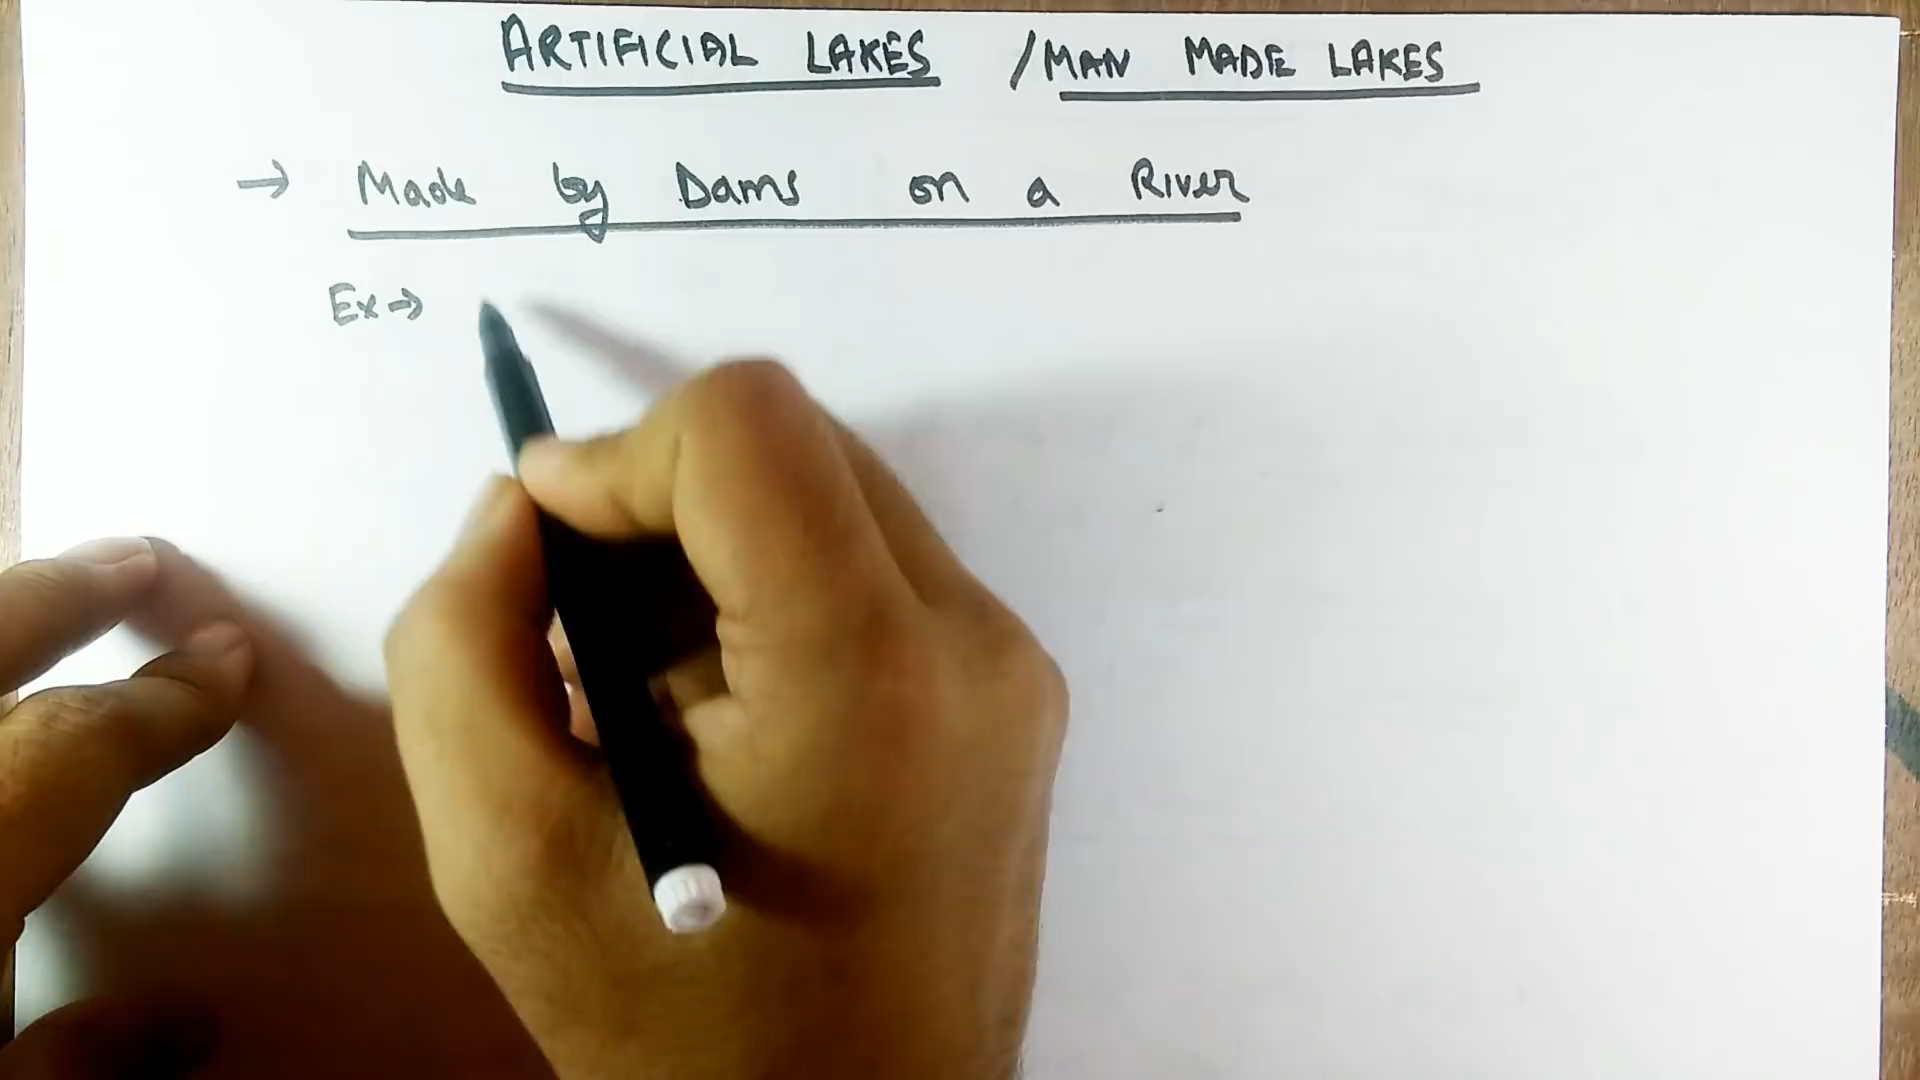 ARTIFICIAL LAKES / MAN MADE LAKES
→ Made by Dams on a River
Ex →